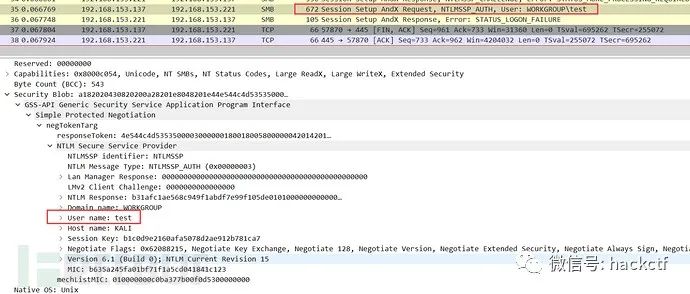 35 0.066769 192.168.153.137 192.168.153.221 SMB 672 Session Setup AndX Request, NTLMSSP_AUTH, User: WORKGROUP\test
36 0.067748 192.168.153.221 192.168.153.137 SMB 105 Session Setup AndX Response, Error: STATUS_LOGON_FAILURE
37 0.067804 192.168.153.137 192.168.153.221 TCP 66 57870 → 445 [FIN, ACK] Seq=961 Ack=733 Win=31360 Len=0 TSval=255072 TSecr=695262
38 0.067924 192.168.153.221 192.168.153.137 TCP 66 445 → 57870 [ACK] Seq=733 Ack=962 Win=4204032 Len=0 TSval=695262 TSecr=255072
Reserved: 00000000
Capabilities: 0x8000c054, Unicode, NT SMBs, NT Status Codes, Large ReadX, Large WriteX, Extended Security
Byte Count (BCC): 543
Security Blob: a182020430820200a28201e8048201e44e544c4d53535000…
GSS-API Generic Security Service Application Program Interface
Simple Protected Negotiation
negTokenTarg
responseToken: 4e544c4d535350000300000018001800580000000420142 01…
NTLM Secure Service Provider
NTLMSSP identifier: NTLMSSP
NTLM Message Type: NTLMSSP_AUTH (0x00000003)
Lan Manager Response: 000000000000000000000000000000000000000000000000
LMv2 Client Challenge: 0000000000000000
NTLM Response: b31afc1ae568c949f1abdf7e99f105de0101000000000000…
Domain name: WORKGROUP
User name: test
Host name: KALI
Session Key: b1c0d9e2160afa5078d2ae912b781ca7
Negotiate Flags: 0x62088215, Negotiate Key Exchange, Negotiate 128, Negotiate Version, Negotiate Extended Security, Negotiate Always Sign,
Version 6.1 (Build 0); NTLM Current Revision 15
MIC: b635a245fa01bf71f1a5cd041841c123
mechListMIC: 010000000c0ba377b00f0d5300000000
Native OS: Unix
微信号: hackctf